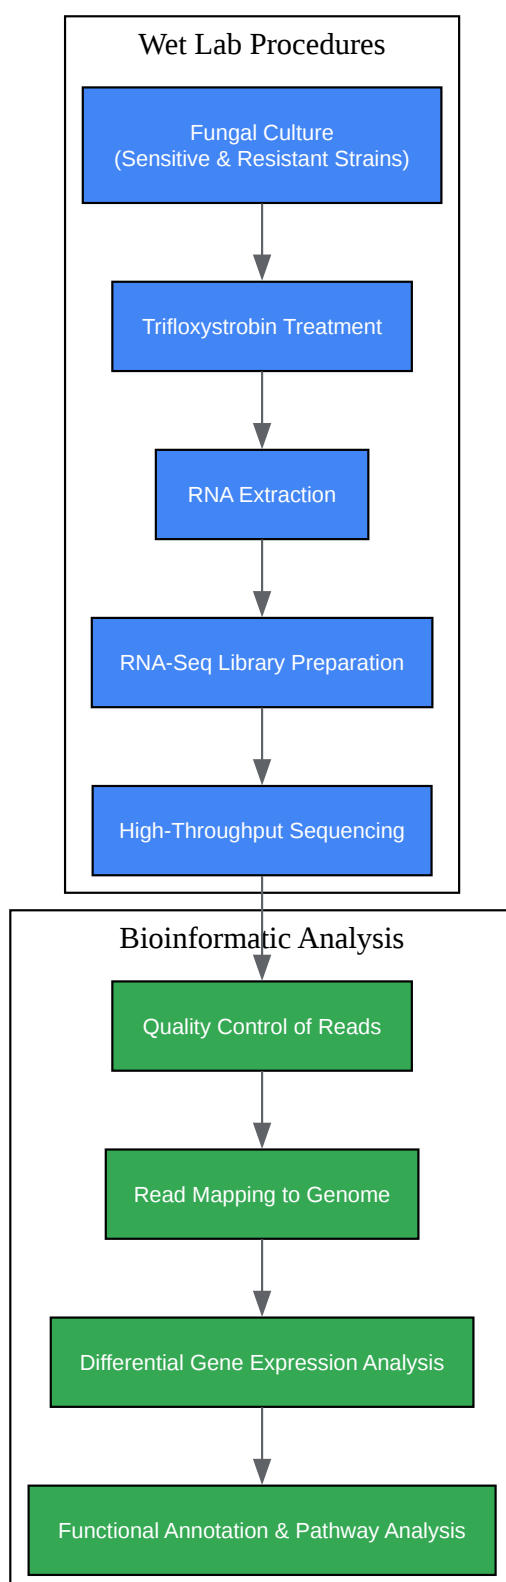 Wet Lab Procedures
Fungal Culture
(Sensitive & Resistant Strains)
Trifloxystrobin Treatment
RNA Extraction
RNA-Seq Library Preparation
High-Throughput Sequencing
Bioinformatic Analysis
Quality Control of Reads
Read Mapping to Genome
Differential Gene Expression Analysis
Functional Annotation & Pathway Analysis